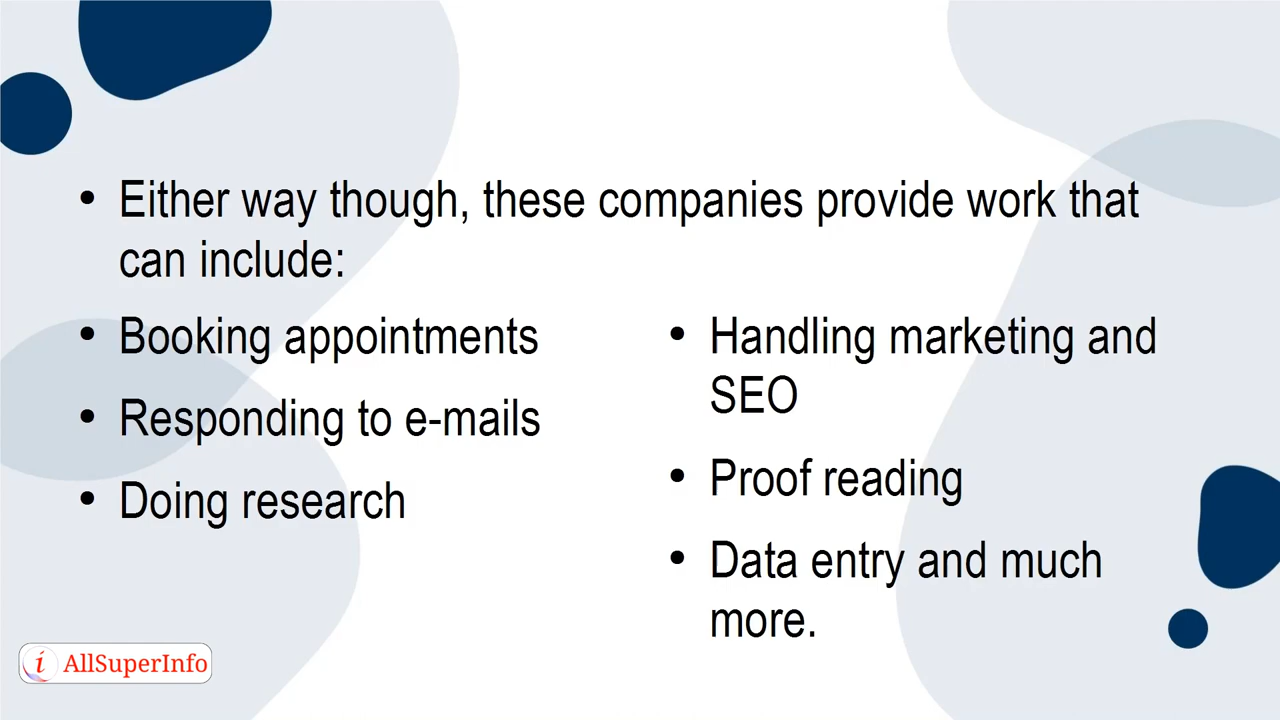 • Either way though, these companies provide work that
can include:
• Booking appointments
• Responding to e-mails
• Doing research
• Handling marketing and
SEO
• Proof reading
• Data entry and much
more.
i AllSuperInfo